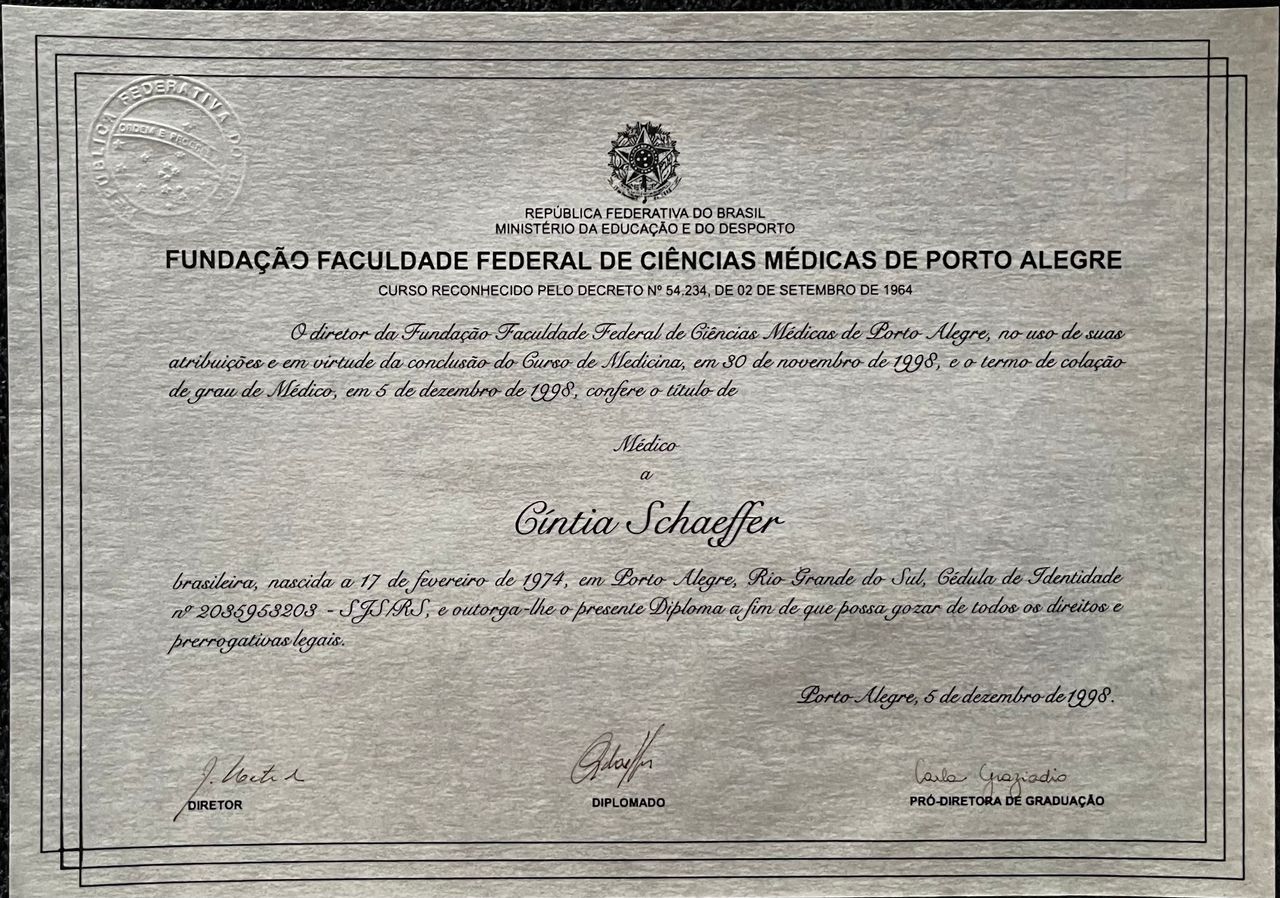 REPÚBLICA FEDERATIVA DO
ORDEM E PROGRESSO
REPÚBLICA FEDERATIVA DO BRASIL
MINISTÉRIO DA EDUCAÇÃO E DO DESPORTO
FUNDAÇÃO FACULDADE FEDERAL DE CIÊNCIAS MÉDICAS DE PORTO ALEGRE
CURSO RECONHECIDO PELO DECRETO Nº 54.234, DE 02 DE SETEMBRO DE 1964
O diretor da Fundação Faculdade Federal de Ciências Médicas de Porto Alegre, no uso de suas
atribuições e em virtude da conclusão do Curso de Medicina, em 30 de novembro de 1998, e o termo de colação
de grau de Médico, em 5 de dezembro de 1998, confere o título de
Médico
a
Cíntia Schaeffer
brasileira, nascida a 17 de fevereiro de 1974, em Porto Alegre, Rio Grande do Sul, Cédula de Identidade
nº 2035953203 - SJS/RS, e outorga-lhe o presente Diploma a fim de que possa gozar de todos os direitos e
prerrogativas legais.
Porto Alegre, 5 de dezembro de 1998.
Carla Graziadio
DIRETOR
DIPLOMADO
PRÓ-DIRETORA DE GRADUAÇÃO